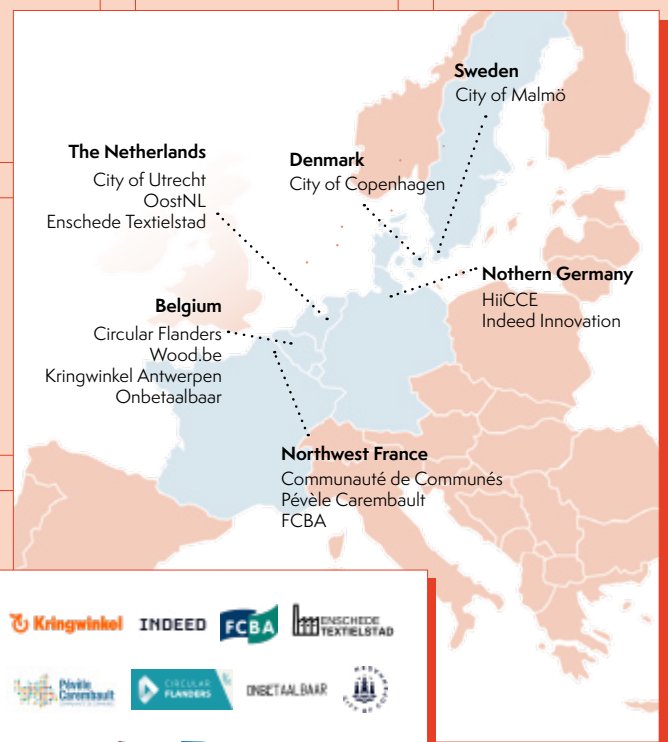 Sweden
City of Malmö
The Netherlands
City of Utrecht
OostNL
Enschede Textielstad
Denmark
City of Copenhagen
Nothern Germany
HiiCCE
Indeed Innovation
Belgium
Circular Flanders
Wood.be
Kringwinkel Antwerpen
Onbetaalbaar
Northwest France
Communauté de Communés
Pévèle Carembault
FCBA
Kringwinkel
INDEED
FCBA
ENSCHEDE
TEXTIELSTAD
Pévèle
Carembault
CIRCULAR
FLANDERS
ONBETAALBAAR